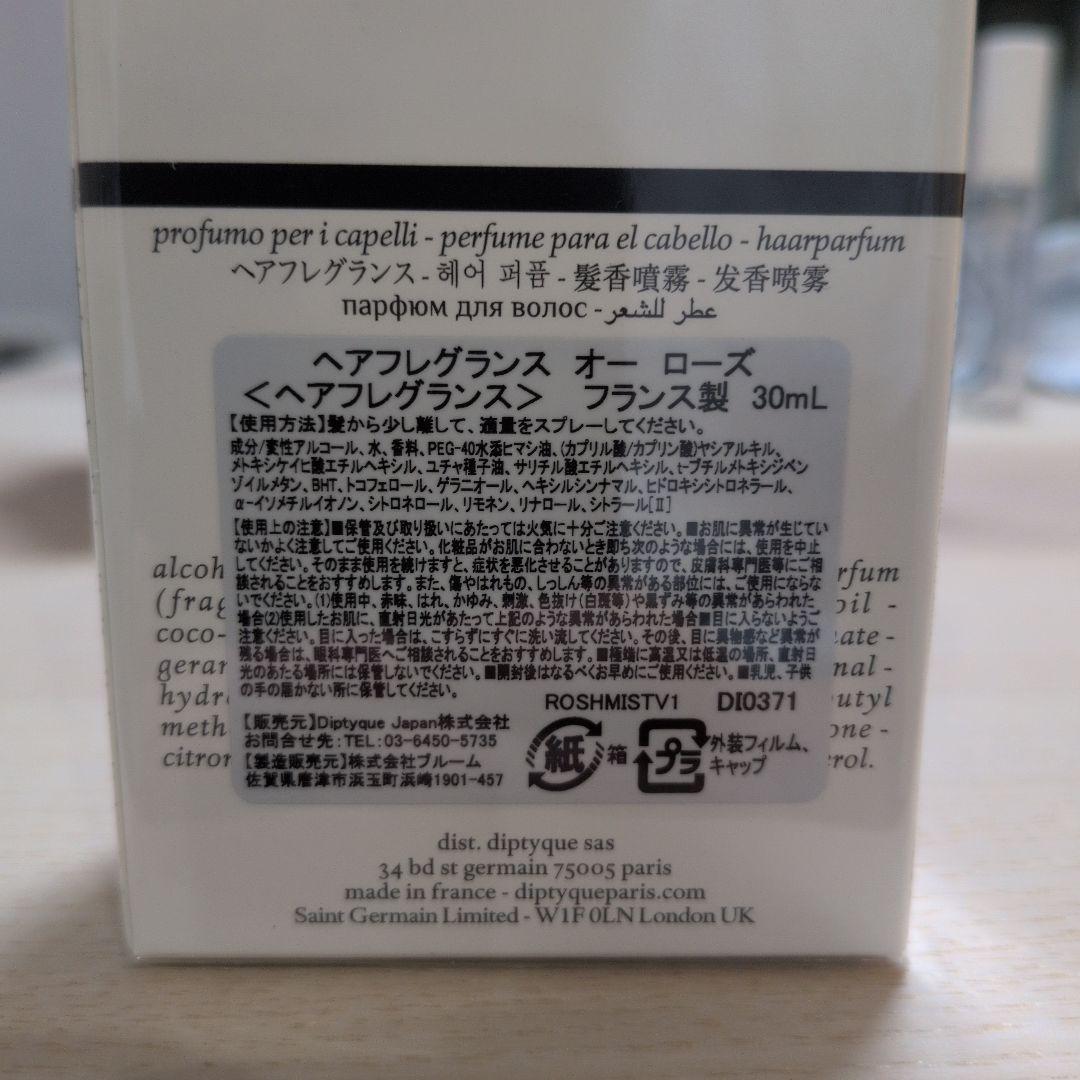 profumo per i capelli - perfume para el cabello - haarparfum
ヘアフレグランス - 헤어 퍼퓸 - 髮香噴霧 - 发香喷雾
парфюм для волос - عطر للشعر
ヘアフレグランス オー ローズ
＜ヘアフレグランス＞ フランス製 30mL
【使用方法】髪から少し離して、適量をスプレーしてください。
成分/変性アルコール、水、香料、PEG-40水添ヒマシ油、(カプリル酸/カプリン酸)ヤシアルキル、
メトキシケイヒ酸エチルヘキシル、ユチャ種子油、サリチル酸エチルヘキシル、t-ブチルメトキシジベン
ゾイルメタン、BHT、トコフェロール、ゲラニオール、ヘキシルシンナマル、ヒドロキシシトロネラール、
α-イソメチルイオノン、シトロネロール、リモネン、リナロール、シトラール[Ⅱ]
【使用上の注意】■保管及び取り扱いにあたっては火気に十分ご注意ください。■お肌に異常が生じてい
ないかよく注意してご使用ください。化粧品がお肌に合わないとき即ち次のような場合には、使用を中止
してください。そのまま使用を続けますと、症状を悪化させることがありますので、皮膚科専門医等にご相
談されることをおすすめします。また、傷やはれもの、しっしん等の異常がある部位には、ご使用にならな
いでください。(1)使用中、赤味、はれ、かゆみ、刺激、色抜け(白斑等)や黒ずみ等の異常があらわれた
場合(2)使用したお肌に、直射日光があたって上記のような異常があらわれた場合■目に入らないようご
注意ください。目に入った場合は、こすらずにすぐに洗い流してください。その後、目に異物感など異常が
残る場合は、眼科専門医へご相談されることをおすすめします。■極端に高温又は低温の場所、直射日
光のあたる場所には保管しないでください。■開封後はなるべくお早めにご使用ください。■乳児、子供
の手の届かない所に保管してください。
ROSHMISTV1 DI0371
【販売元】Diptyque Japan株式会社
お問合せ先:TEL:03-6450-5735
【製造販売元】株式会社ブルーム
佐賀県唐津市浜玉町浜崎1901-457
紙 箱 プラ 外装フィルム、
キャップ
alcoh rfum
(frag oil -
coco- ate -
geran nal -
hydro butyl
meth one -
citron rol.
dist. diptyque sas
34 bd st germain 75005 paris
made in france - diptyqueparis.com
Saint Germain Limited - W1F 0LN London UK